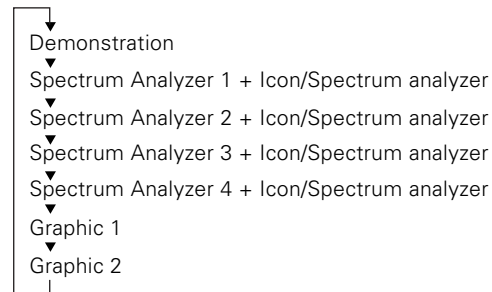 Demonstration
Spectrum Analyzer 1 + Icon/Spectrum analyzer
Spectrum Analyzer 2 + Icon/Spectrum analyzer
Spectrum Analyzer 3 + Icon/Spectrum analyzer
Spectrum Analyzer 4 + Icon/Spectrum analyzer
Graphic 1
Graphic 2